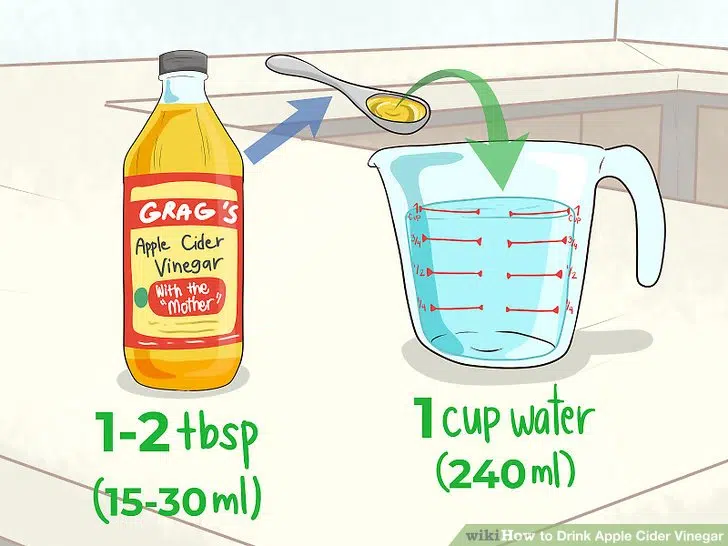 GRAG'S
Apple Cider
Vinegar
With the
"Mother"
1 CUP 1 CUP
3/4 3/4
1/2 1/2
1/4 1/4
1-2 tbsp
(15-30 ml)
1 cup water
(240 ml)
wikiHow to Drink Apple Cider Vinegar